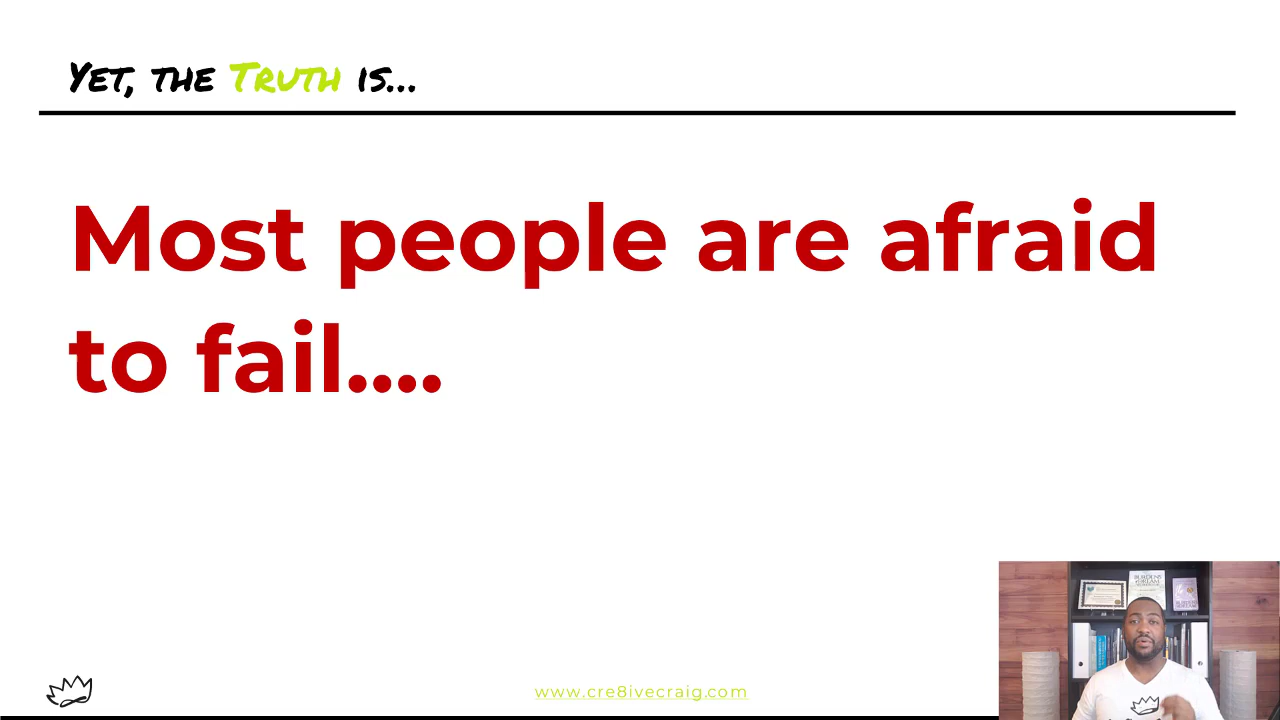 Yet, the Truth is...
Most people are afraid
to fail....
www.cre8ivecraig.com